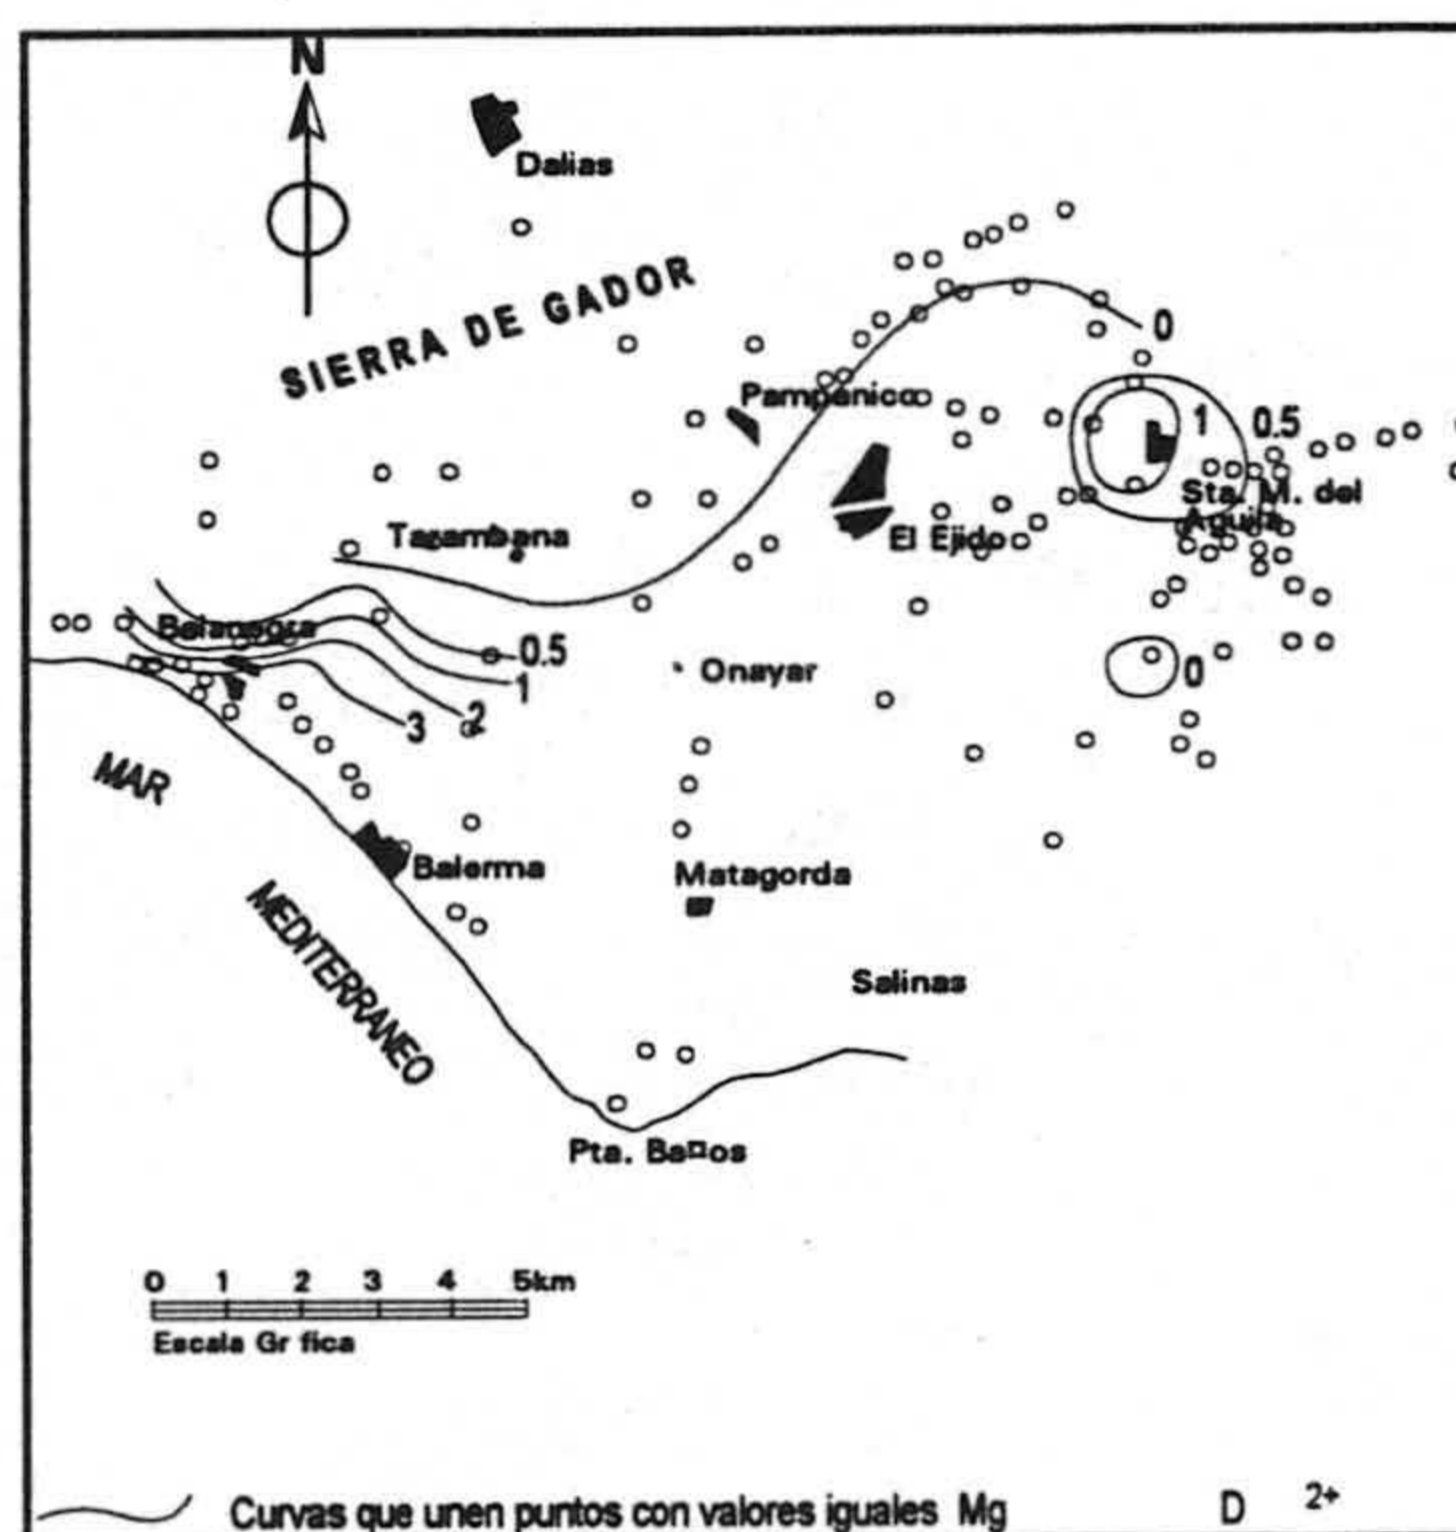 N
Dalias
SIERRA DE GADOR
0
Pampanico
1
0.5
Sta. M. del
Aguila
Tarambana
El Ejido
Balanegra
0.5
1
2
3
Onayar
0
MAR
MEDITERRANEO
Balerma
Matagorda
Salinas
Pta. Ba¤os
0 1 2 3 4 5km
Escala Gr fica
Curvas que unen puntos con valores iguales Mg D 2+